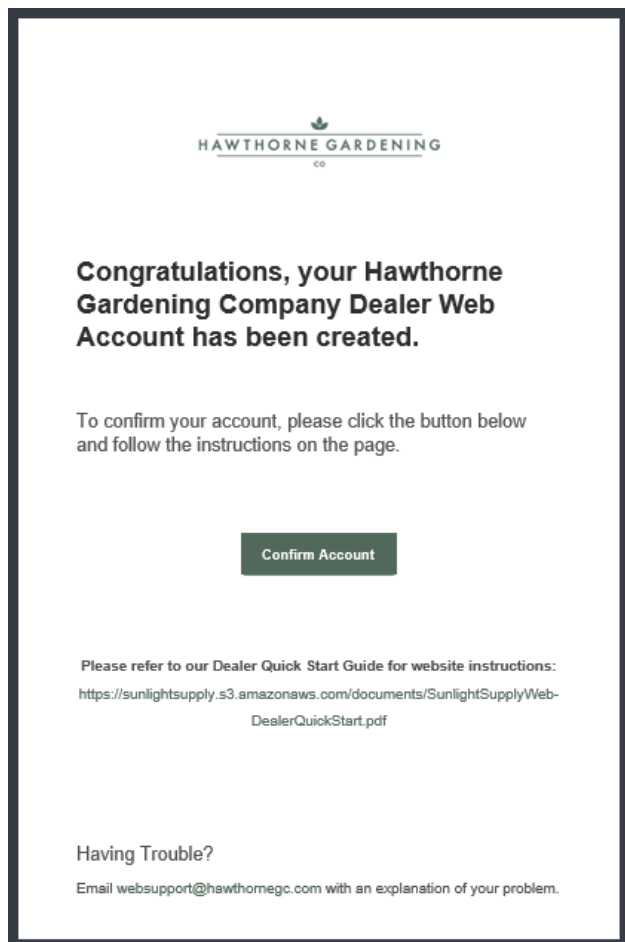 HAWTHORNE GARDENING
CO
Congratulations, your Hawthorne
Gardening Company Dealer Web
Account has been created.
To confirm your account, please click the button below
and follow the instructions on the page.
Confirm Account
Please refer to our Dealer Quick Start Guide for website instructions:
https://sunlightsupply.s3.amazonaws.com/documents/SunlightSupplyWeb-
DealerQuickStart.pdf
Having Trouble?
Email websupport@hawthornegc.com with an explanation of your problem.